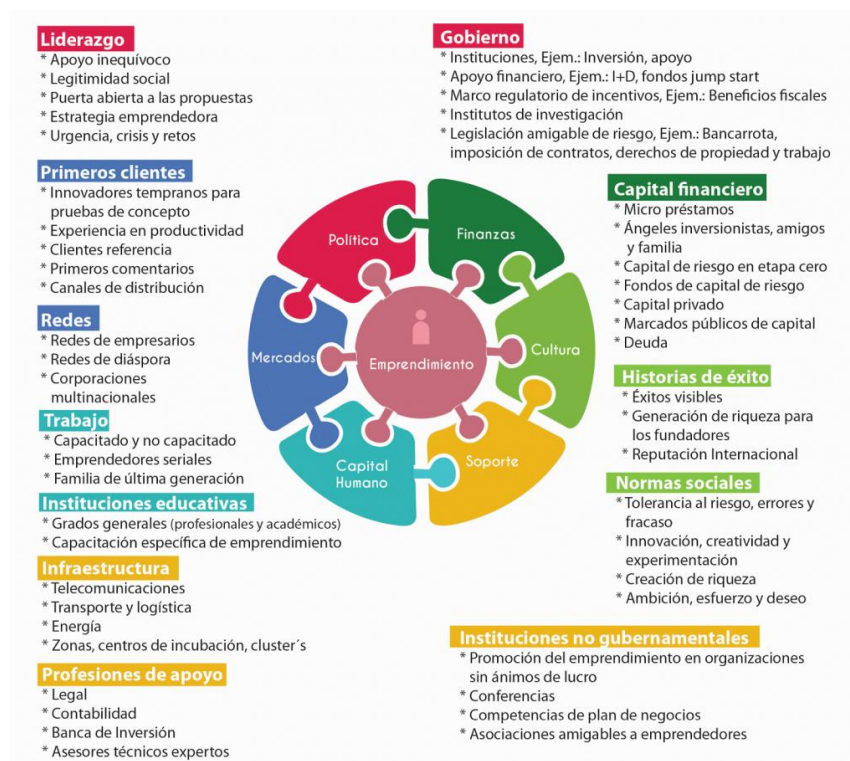 Liderazgo
* Apoyo inequívoco
* Legitimidad social
* Puerta abierta a las propuestas
* Estrategia emprendedora
* Urgencia, crisis y retos
Gobierno
* Instituciones, Ejem.: Inversión, apoyo
* Apoyo financiero, Ejem.: I+D, fondos jump start
* Marco regulatorio de incentivos, Ejem.: Beneficios fiscales
* Institutos de investigación
* Legislación amigable de riesgo, Ejem.: Bancarrota,
imposición de contratos, derechos de propiedad y trabajo
Primeros clientes
* Innovadores tempranos para
pruebas de concepto
* Experiencia en productividad
* Clientes referencia
* Primeros comentarios
* Canales de distribución
Redes
* Redes de empresarios
* Redes de diáspora
* Corporaciones
multinacionales
Trabajo
* Capacitado y no capacitado
* Emprendedores seriales
* Familia de última generación
Instituciones educativas
* Grados generales (profesionales y académicos)
* Capacitación específica de emprendimiento
Infraestructura
* Telecomunicaciones
* Transporte y logística
* Energía
* Zonas, centros de incubación, cluster´s
Profesiones de apoyo
* Legal
* Contabilidad
* Banca de Inversión
* Asesores técnicos expertos
Política
Finanzas
Mercados
Emprendimiento
Cultura
Capital
Humano
Soporte
Capital financiero
* Micro préstamos
* Ángeles inversionistas, amigos
y familia
* Capital de riesgo en etapa cero
* Fondos de capital de riesgo
* Capital privado
* Marcados públicos de capital
* Deuda
Historias de éxito
* Éxitos visibles
* Generación de riqueza para
los fundadores
* Reputación Internacional
Normas sociales
* Tolerancia al riesgo, errores y
fracaso
* Innovación, creatividad y
experimentación
* Creación de riqueza
* Ambición, esfuerzo y deseo
Instituciones no gubernamentales
* Promoción del emprendimiento en organizaciones
sin ánimos de lucro
* Conferencias
* Competencias de plan de negocios
* Asociaciones amigables a emprendedores